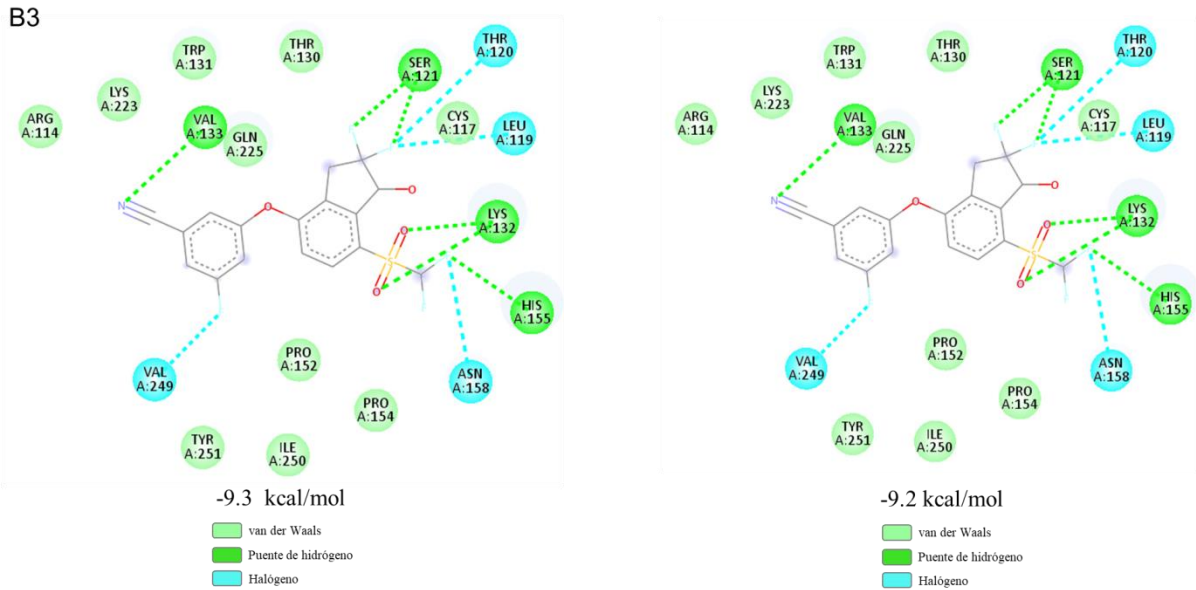 B3
TRP
A:131
THR
A:130
SER
A:121
THR
A:120
LYS
A:223
ARG
A:114
VAL
A:133
GLN
A:225
CYS
A:117
LEU
A:119
N
O
O
O
S
O
LYS
A:132
HIS
A:155
VAL
A:249
PRO
A:152
ASN
A:158
PRO
A:154
TYR
A:251
ILE
A:250
-9.3 kcal/mol
van der Waals
Puente de hidrógeno
Halógeno
TRP
A:131
THR
A:130
SER
A:121
THR
A:120
LYS
A:223
ARG
A:114
VAL
A:133
GLN
A:225
CYS
A:117
LEU
A:119
N
O
O
O
S
O
LYS
A:132
HIS
A:155
VAL
A:249
PRO
A:152
ASN
A:158
PRO
A:154
TYR
A:251
ILE
A:250
-9.2 kcal/mol
van der Waals
Puente de hidrógeno
Halógeno